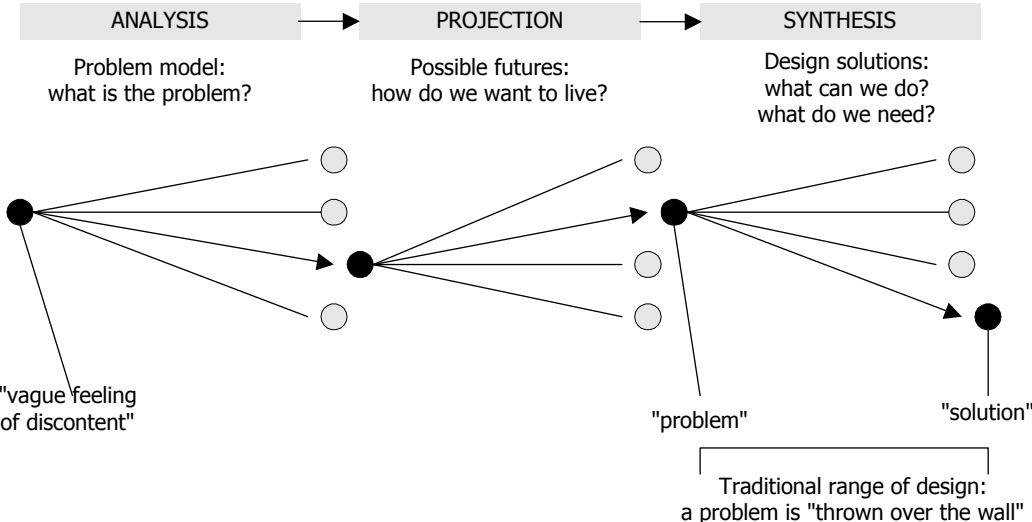 ANALYSIS
PROJECTION
SYNTHESIS
Problem model:
what is the problem?
Possible futures:
how do we want to live?
Design solutions:
what can we do?
what do we need?
"vague feeling
of discontent"
"problem"
"solution"
Traditional range of design:
a problem is "thrown over the wall"